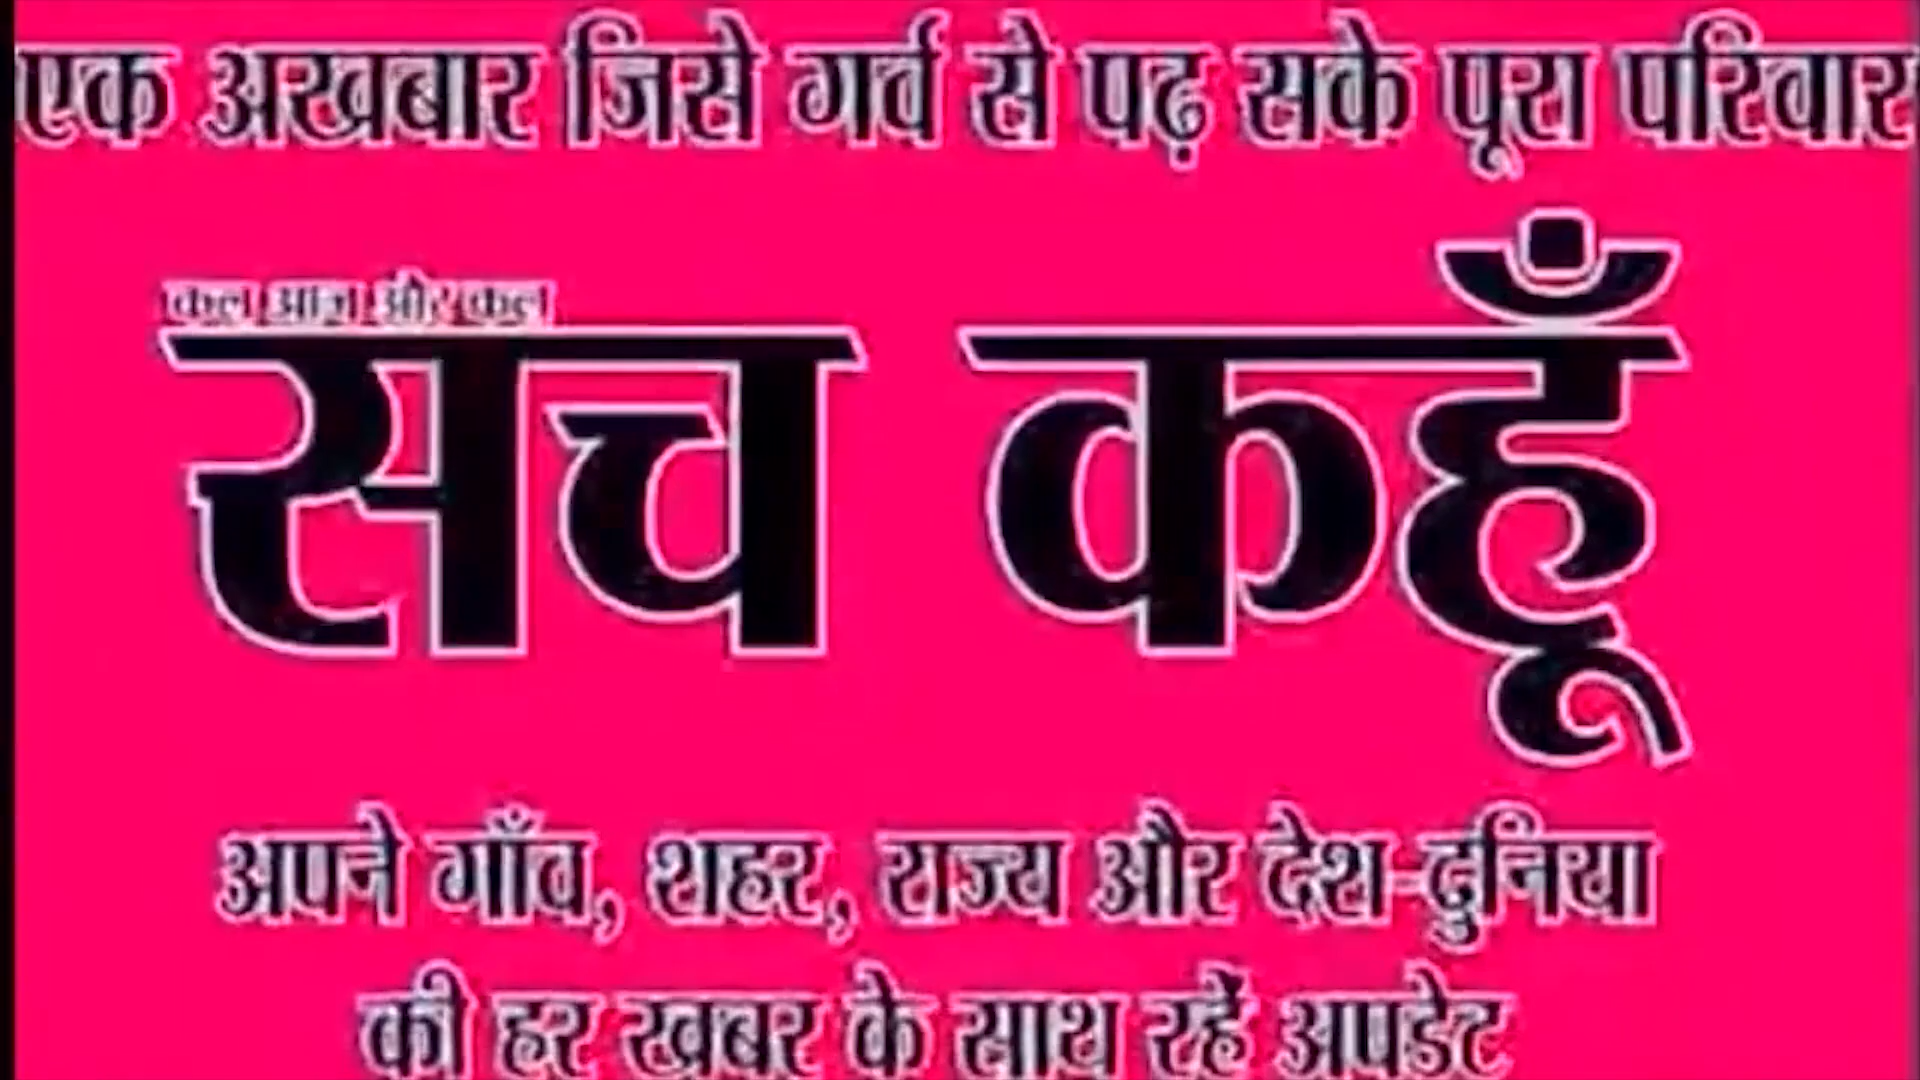 एक अखबार जिसे गर्व से पढ़ सके पूरा परिवार
कल आज और कल
सच कहूँ
अपने गाँव, शहर, राज्य और देश-दुनिया
की हर खबर के साथ रहें अपडेट